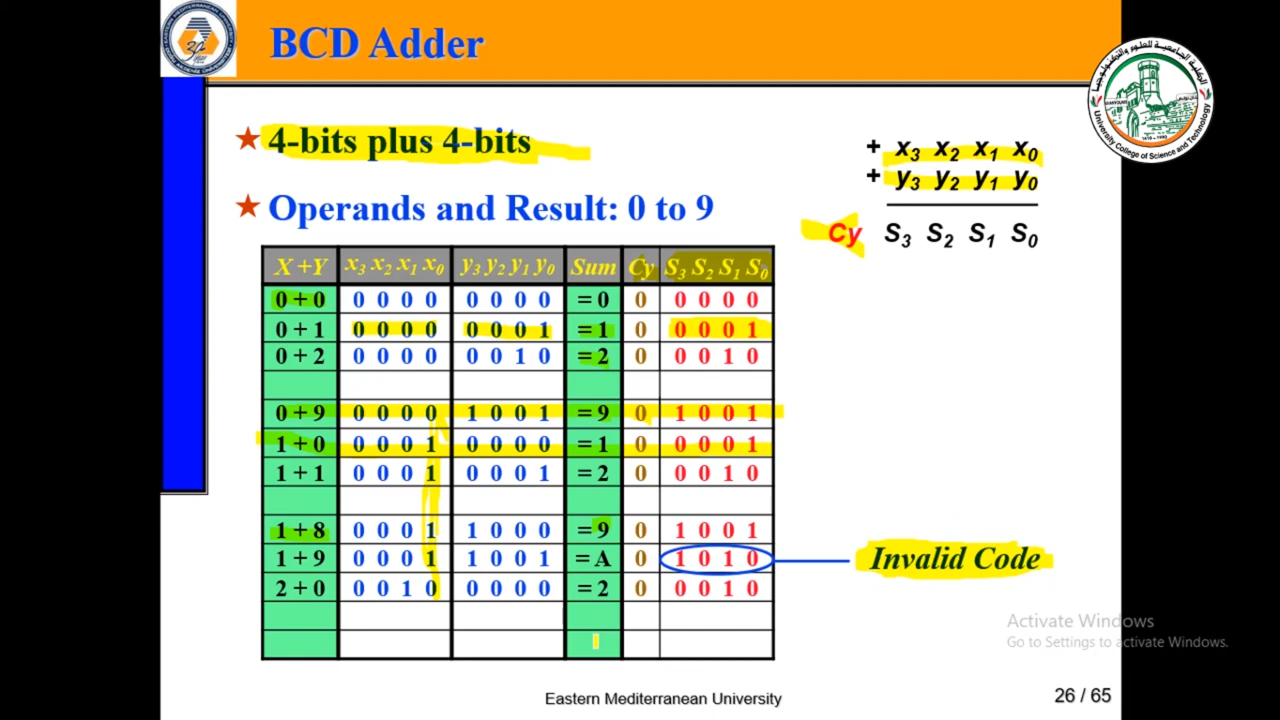 BCD Adder
4-bits plus 4-bits
Operands and Result: 0 to 9
+ x3 x2 x1 x0
+ y3 y2 y1 y0
Cy S3 S2 S1 S0
X +Y x3 x2 x1 x0 y3 y2 y1 y0 Sum Cy S3 S2 S1 S0
0 + 0 0 0 0 0 0 0 0 0 = 0 0 0 0 0 0
0 + 1 0 0 0 0 0 0 0 1 = 1 0 0 0 0 1
0 + 2 0 0 0 0 0 0 1 0 = 2 0 0 0 1 0
0 + 9 0 0 0 0 1 0 0 1 = 9 0 1 0 0 1
1 + 0 0 0 0 1 0 0 0 0 = 1 0 0 0 0 1
1 + 1 0 0 0 1 0 0 0 1 = 2 0 0 0 1 0
1 + 8 0 0 0 1 1 0 0 0 = 9 0 1 0 0 1
1 + 9 0 0 0 1 1 0 0 1 = A 0 1 0 1 0
Invalid Code
2 + 0 0 0 1 0 0 0 0 0 = 2 0 0 0 1 0
Activate Windows
Go to Settings to activate Windows.
Eastern Mediterranean University
26 / 65
الكلية الجامعية للعلوم والتكنولوجيا
University College of Science and Technology